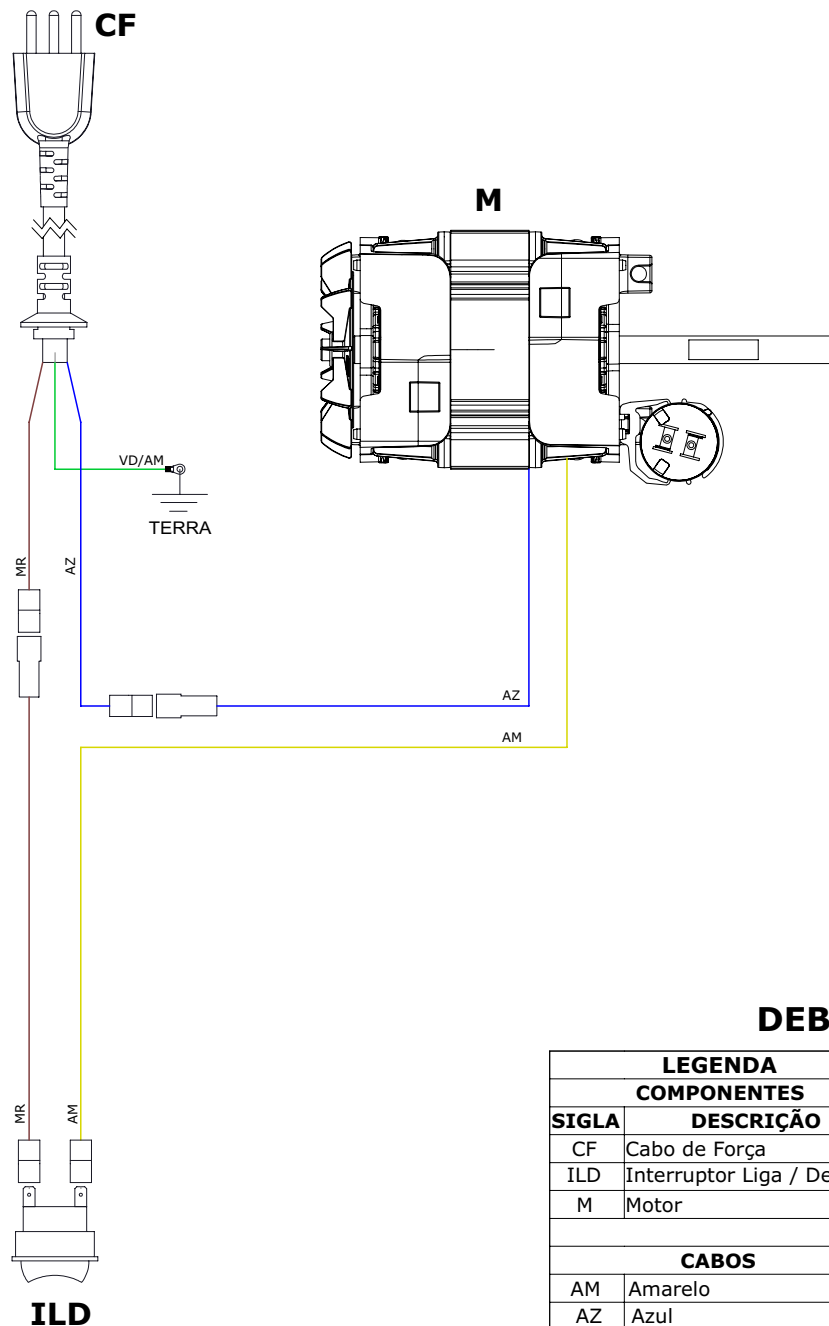 CF
M
VD/AM
TERRA
MR
AZ
AZ
AM
MR
AM
ILD
DEB
LEGENDA
COMPONENTES
SIGLA DESCRIÇÃO
CF Cabo de Força
ILD Interruptor Liga / De
M Motor
CABOS
AM Amarelo
AZ Azul